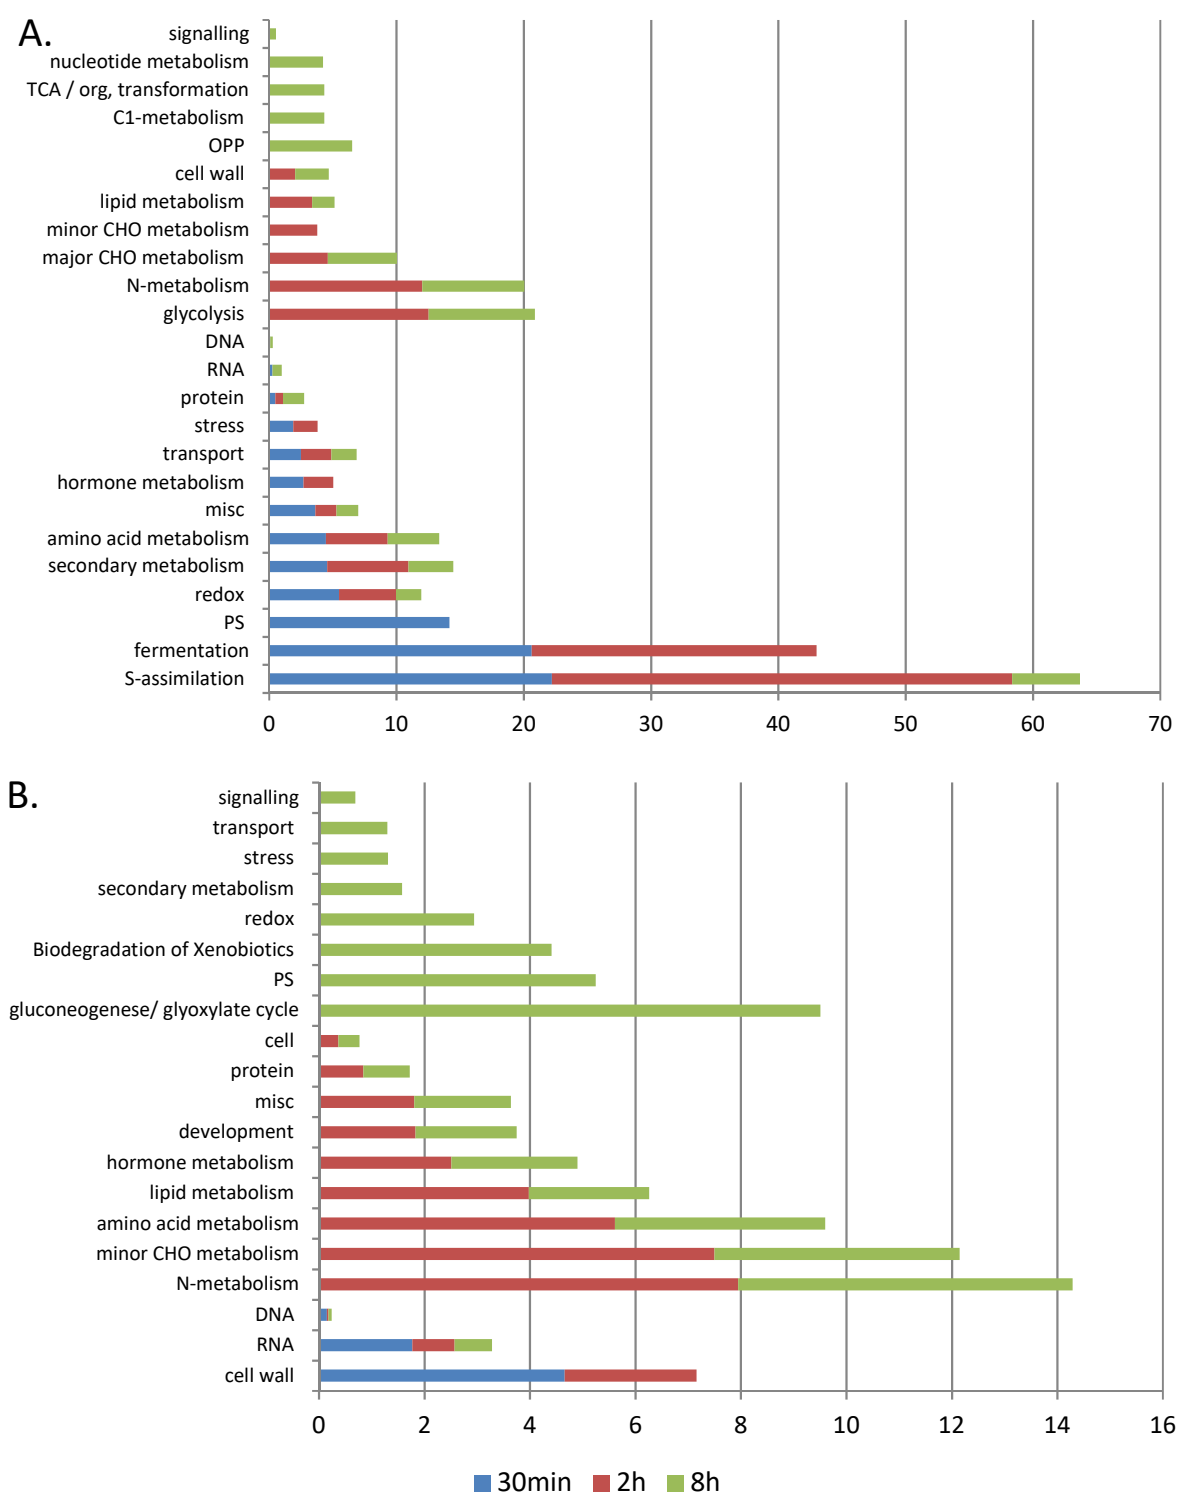 A.
signalling
nucleotide metabolism
TCA / org, transformation
C1-metabolism
OPP
cell wall
lipid metabolism
minor CHO metabolism
major CHO metabolism
N-metabolism
glycolysis
DNA
RNA
protein
stress
transport
hormone metabolism
misc
amino acid metabolism
secondary metabolism
redox
PS
fermentation
S-assimilation
0 10 20 30 40 50 60 70
B.
signalling
transport
stress
secondary metabolism
redox
Biodegradation of Xenobiotics
PS
gluconeogenese/ glyoxylate cycle
cell
protein
misc
development
hormone metabolism
lipid metabolism
amino acid metabolism
minor CHO metabolism
N-metabolism
DNA
RNA
cell wall
0 2 4 6 8 10 12 14 16
30min 2h 8h